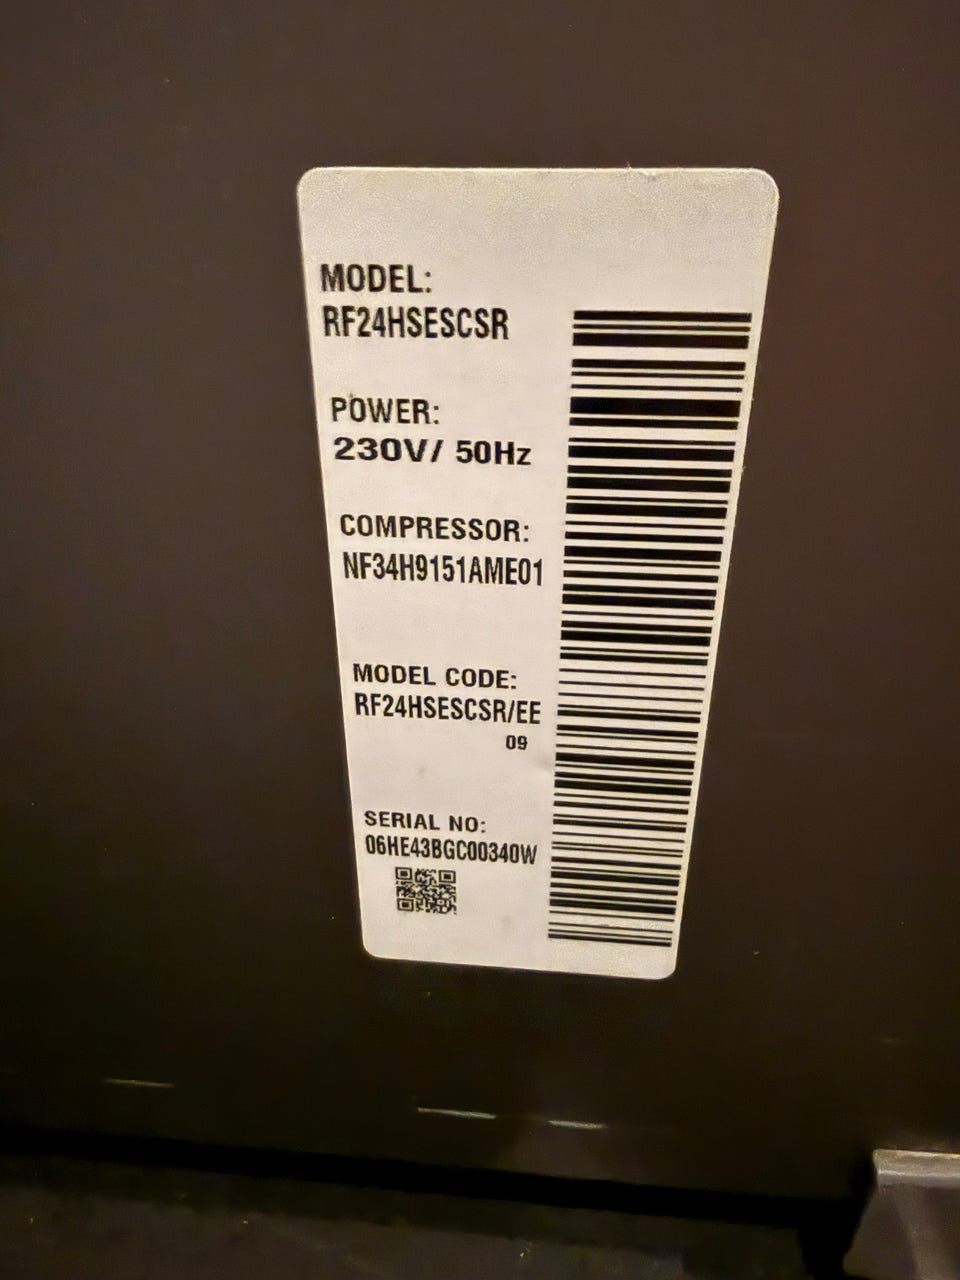 MODEL:
RF24HSESCSR
POWER:
230V/ 50Hz
COMPRESSOR:
NF34H9151AME01
MODEL CODE:
RF24HSESCSR/EE
09
SERIAL NO:
06HE43BGC00340W